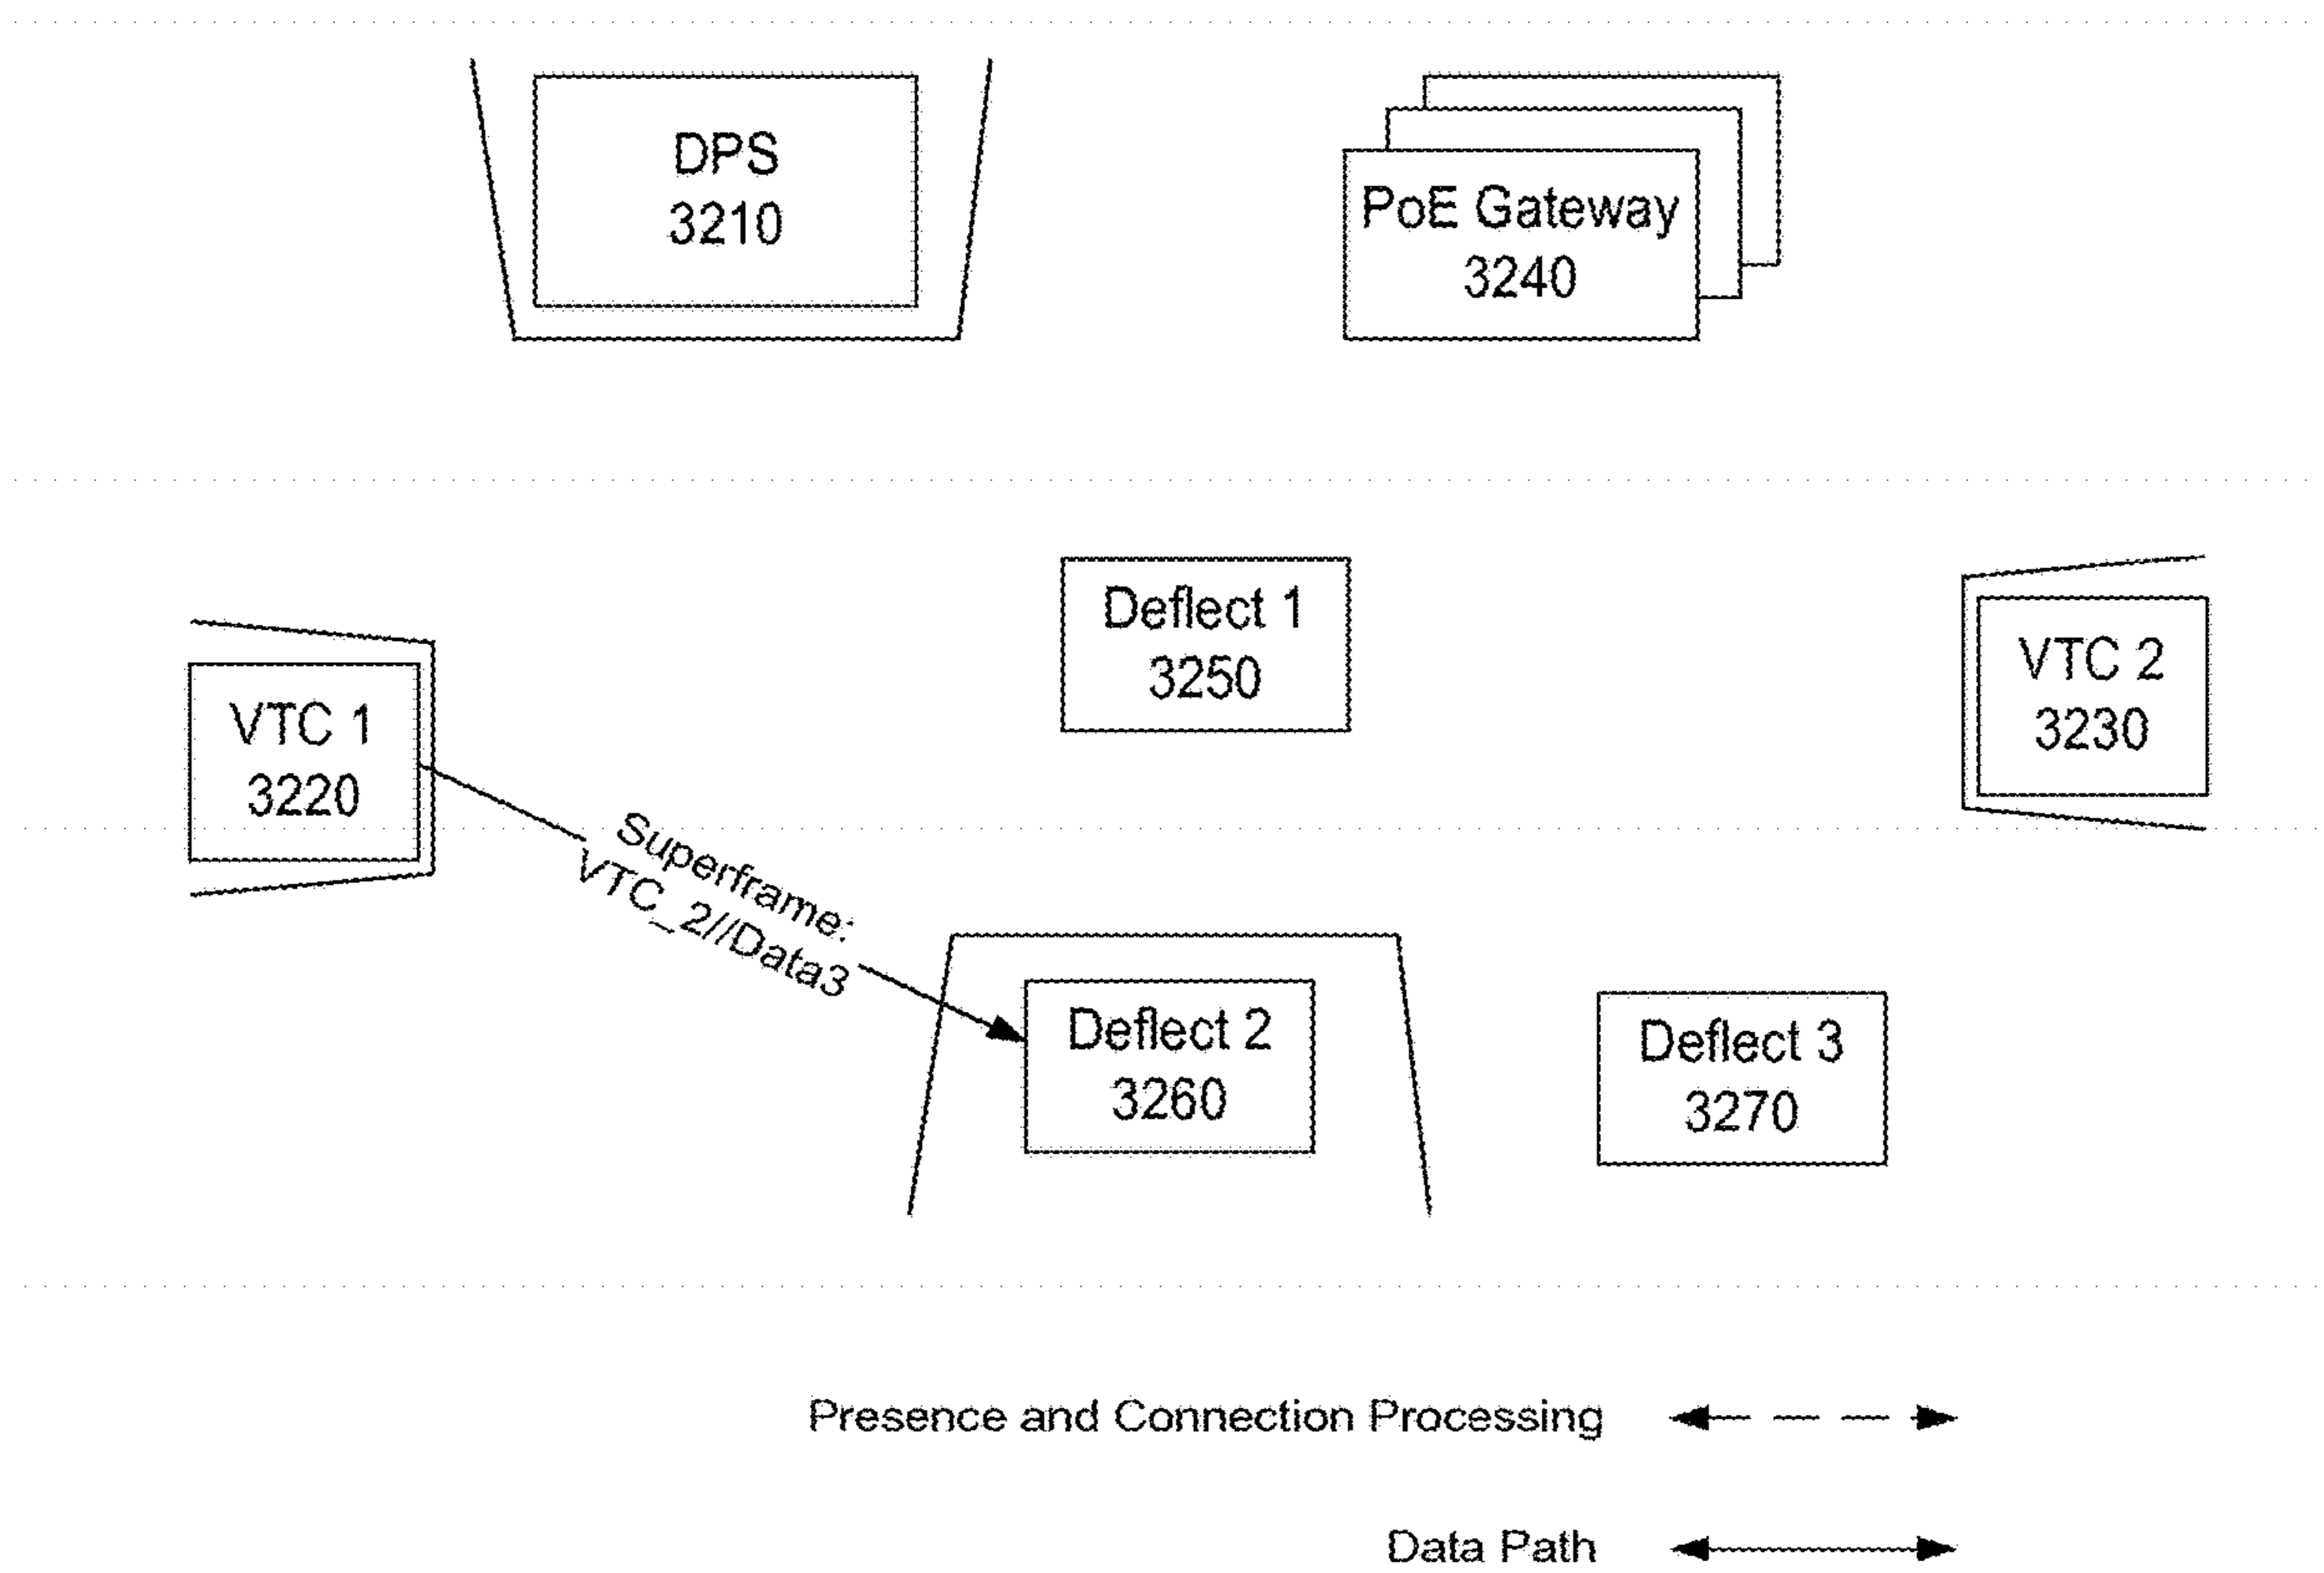 DPS
3210
PoE Gateway
3240
Deflect 1
3250
VTC 2
3230
VTC 1
3220
Superframe:
VTC_2//Data3
Deflect 2
3260
Deflect 3
3270
Presence and Connection Processing
Data Path